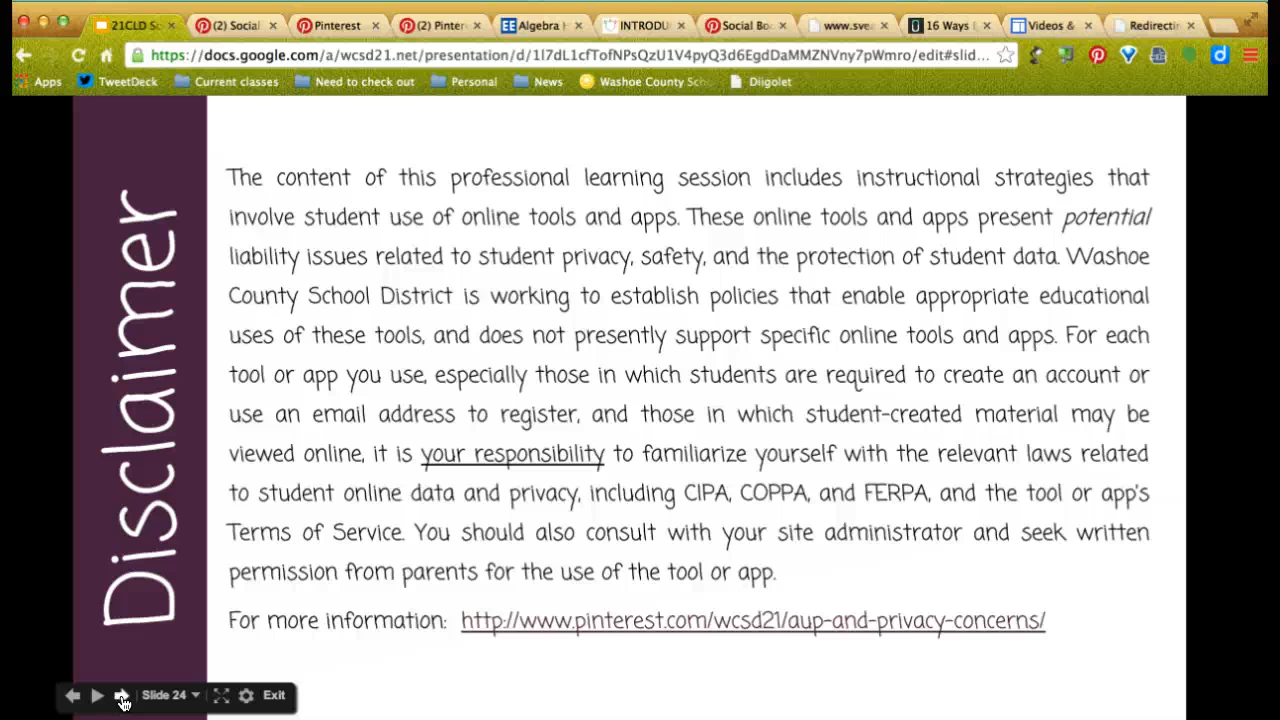 21CLD S
(2) Social
Pinterest
(2) Pinter
EE Algebra
INTRODU
Social Bo
www.sve
16 Ways
Videos &
Redirectin
https://docs.google.com/a/wcsd21.net/presentation/d/1l7dL1cfTofNPsQzU1V4pyQ3d6EgdDaMMZNVny7pWmro/edit#slid...
Apps TweetDeck Current classes Need to check out Personal News Washoe County Sch Diigolet
Disclaimer
The content of this professional learning session includes instructional strategies that
involve student use of online tools and apps. These online tools and apps present potential
liability issues related to student privacy, safety, and the protection of student data. Washoe
County School District is working to establish policies that enable appropriate educational
uses of these tools, and does not presently support specific online tools and apps. For each
tool or app you use, especially those in which students are required to create an account or
use an email address to register, and those in which student-created material may be
viewed online, it is your responsibility to familiarize yourself with the relevant laws related
to student online data and privacy, including CIPA, COPPA, and FERPA, and the tool or app's
Terms of Service. You should also consult with your site administrator and seek written
permission from parents for the use of the tool or app.
For more information: http://www.pinterest.com/wcsd21/aup-and-privacy-concerns/
Slide 24 Exit